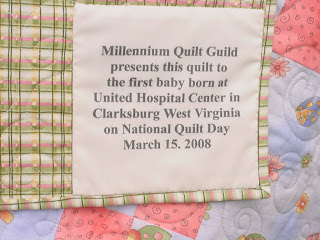 Millennium Quilt Guild
presents this quilt to
the first baby born at
United Hospital Center in
Clarksburg West Virginia
on National Quilt Day
March 15. 2008